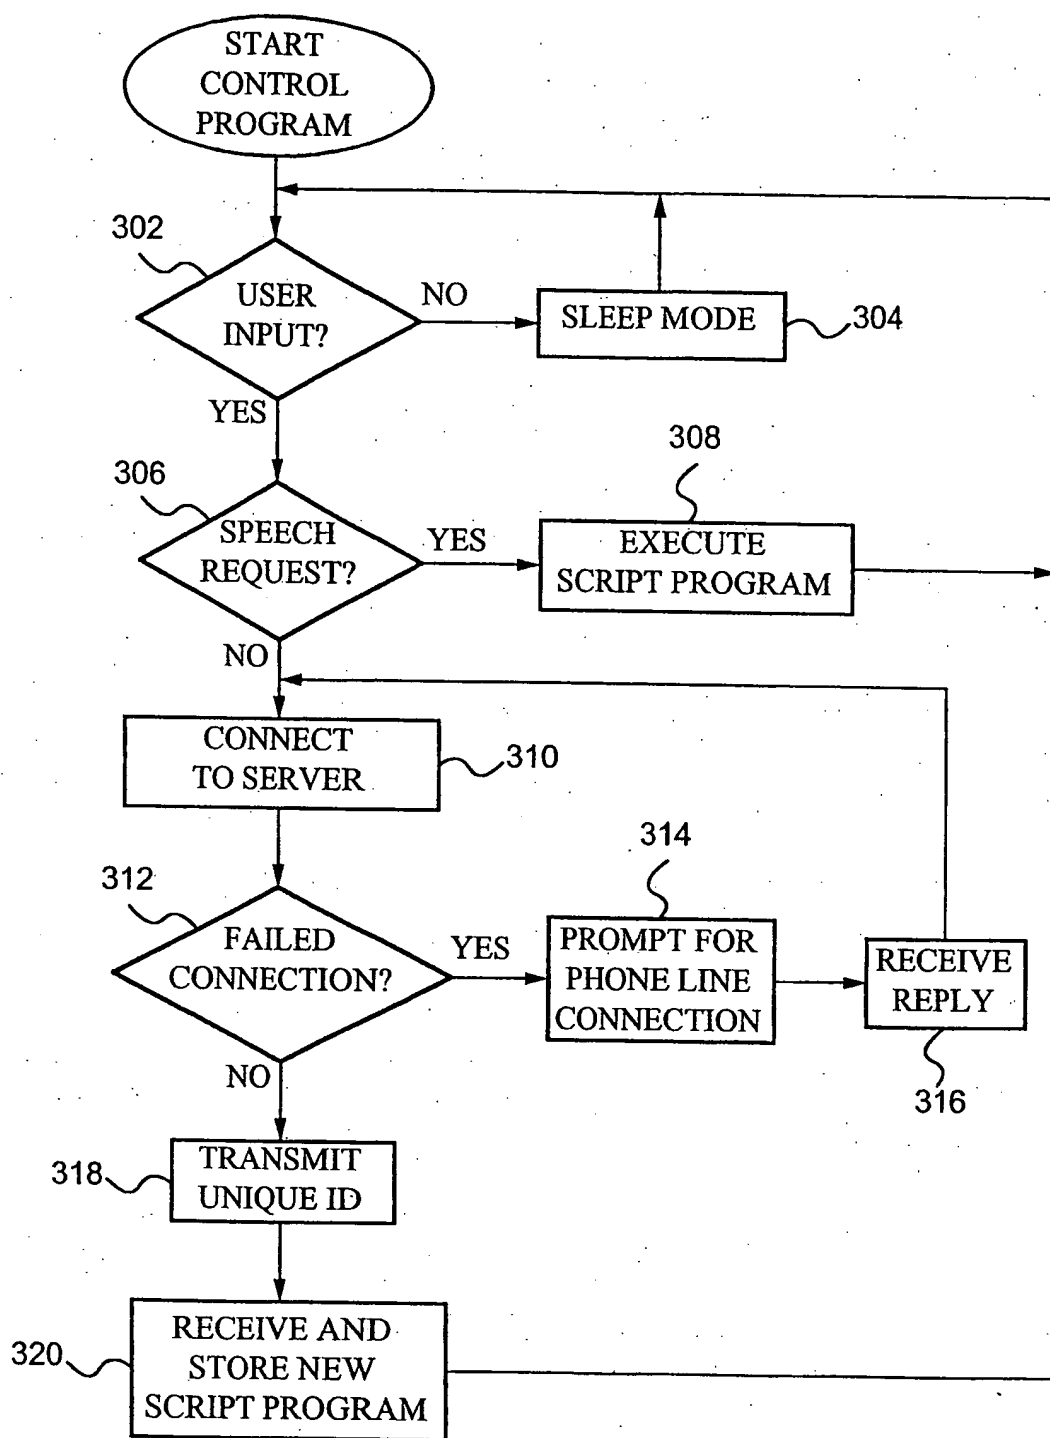 START
CONTROL
PROGRAM
302
USER
INPUT?
NO
SLEEP MODE
304
YES
306
SPEECH
REQUEST?
YES
308
EXECUTE
SCRIPT PROGRAM
NO
CONNECT
TO SERVER
310
312
FAILED
CONNECTION?
YES
314
PROMPT FOR
PHONE LINE
CONNECTION
RECEIVE
REPLY
316
NO
318
TRANSMIT
UNIQUE ID
320
RECEIVE AND
STORE NEW
SCRIPT PROGRAM